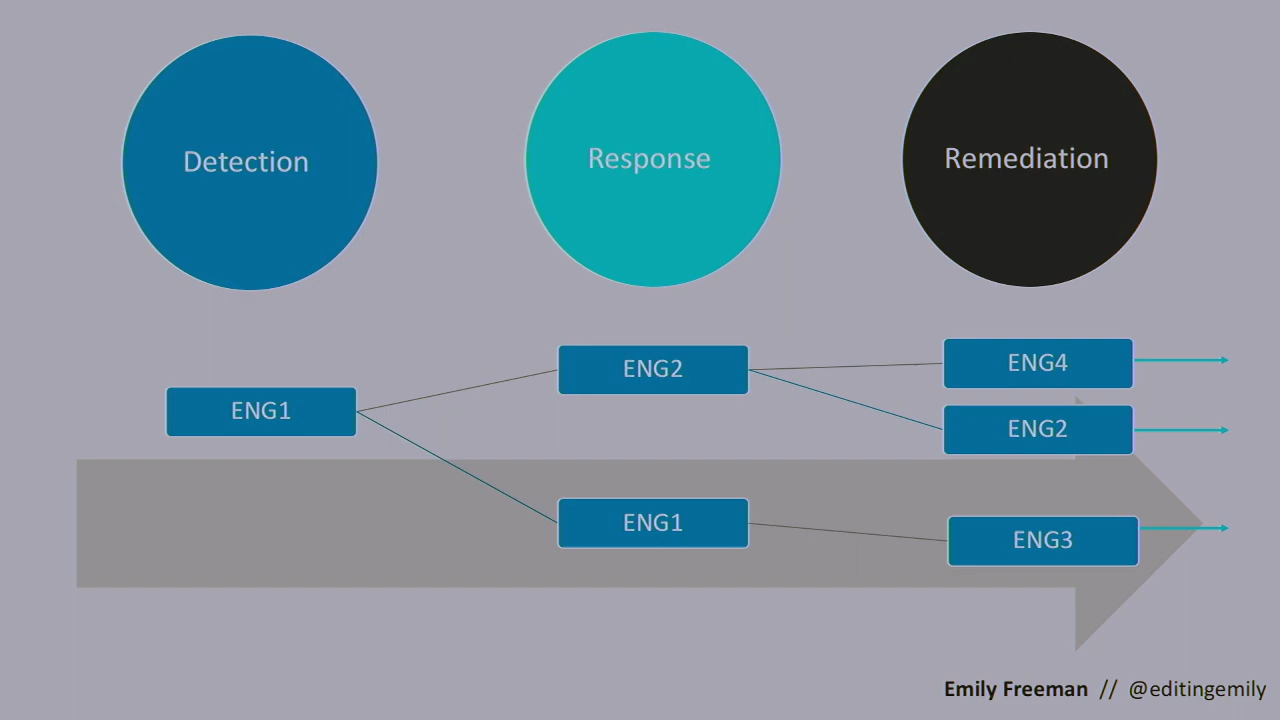 Detection
Response
Remediation
ENG1
ENG2
ENG1
ENG4
ENG2
ENG3
Emily Freeman // @editingemily